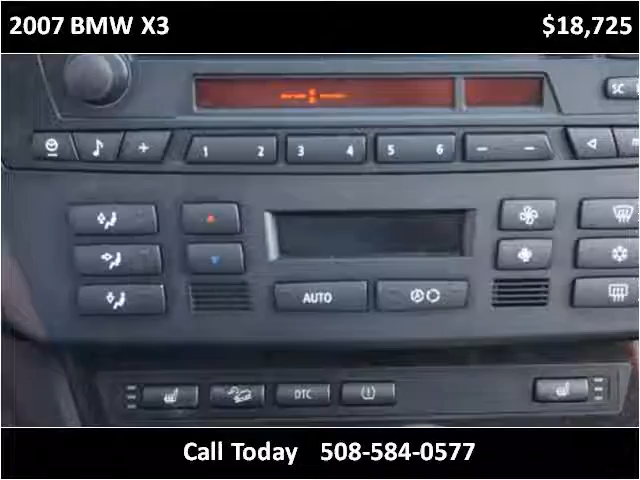 2007 BMW X3 $18,725
SC
+
1 2 3 4 5 6 — —
AUTO
DTC
Call Today 508-584-0577